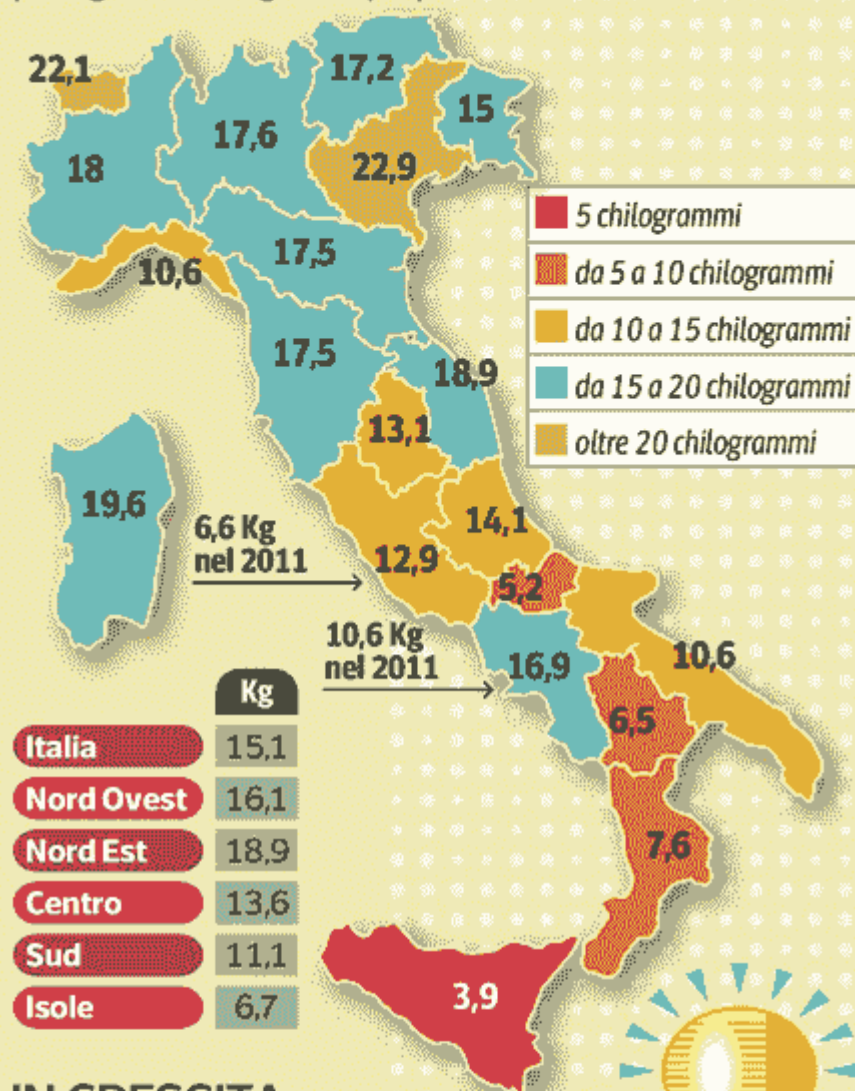 22,1
17,2
15
17,6
18
22,9
17,5
10,6
17,5
18,9
13,1
5 chilogrammi
da 5 a 10 chilogrammi
da 10 a 15 chilogrammi
da 15 a 20 chilogrammi
oltre 20 chilogrammi
19,6
6,6 Kg
nel 2011
14,1
12,9
5,2
10,6 Kg
nel 2011
16,9
10,6
6,5
7,6
3,9
Kg
Italia 15,1
Nord Ovest 16,1
Nord Est 18,9
Centro 13,6
Sud 11,1
Isole 6,7
IN CRESCITA